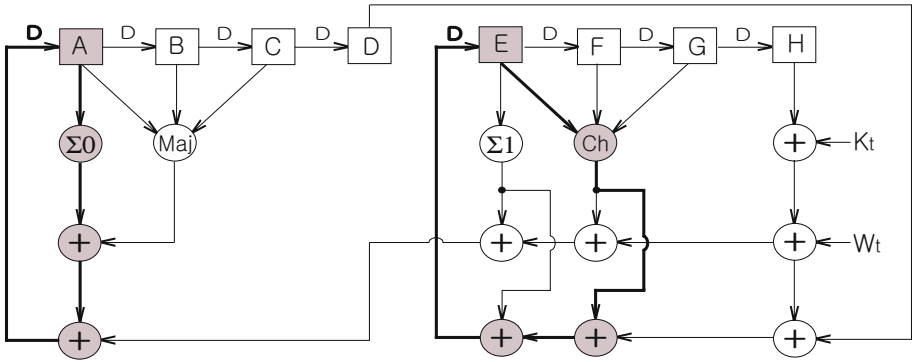 D A D B D C D D D E D F D G D H
Σ0 Maj Σ1 Ch + Kt
+ + + + Wt
+ + + +